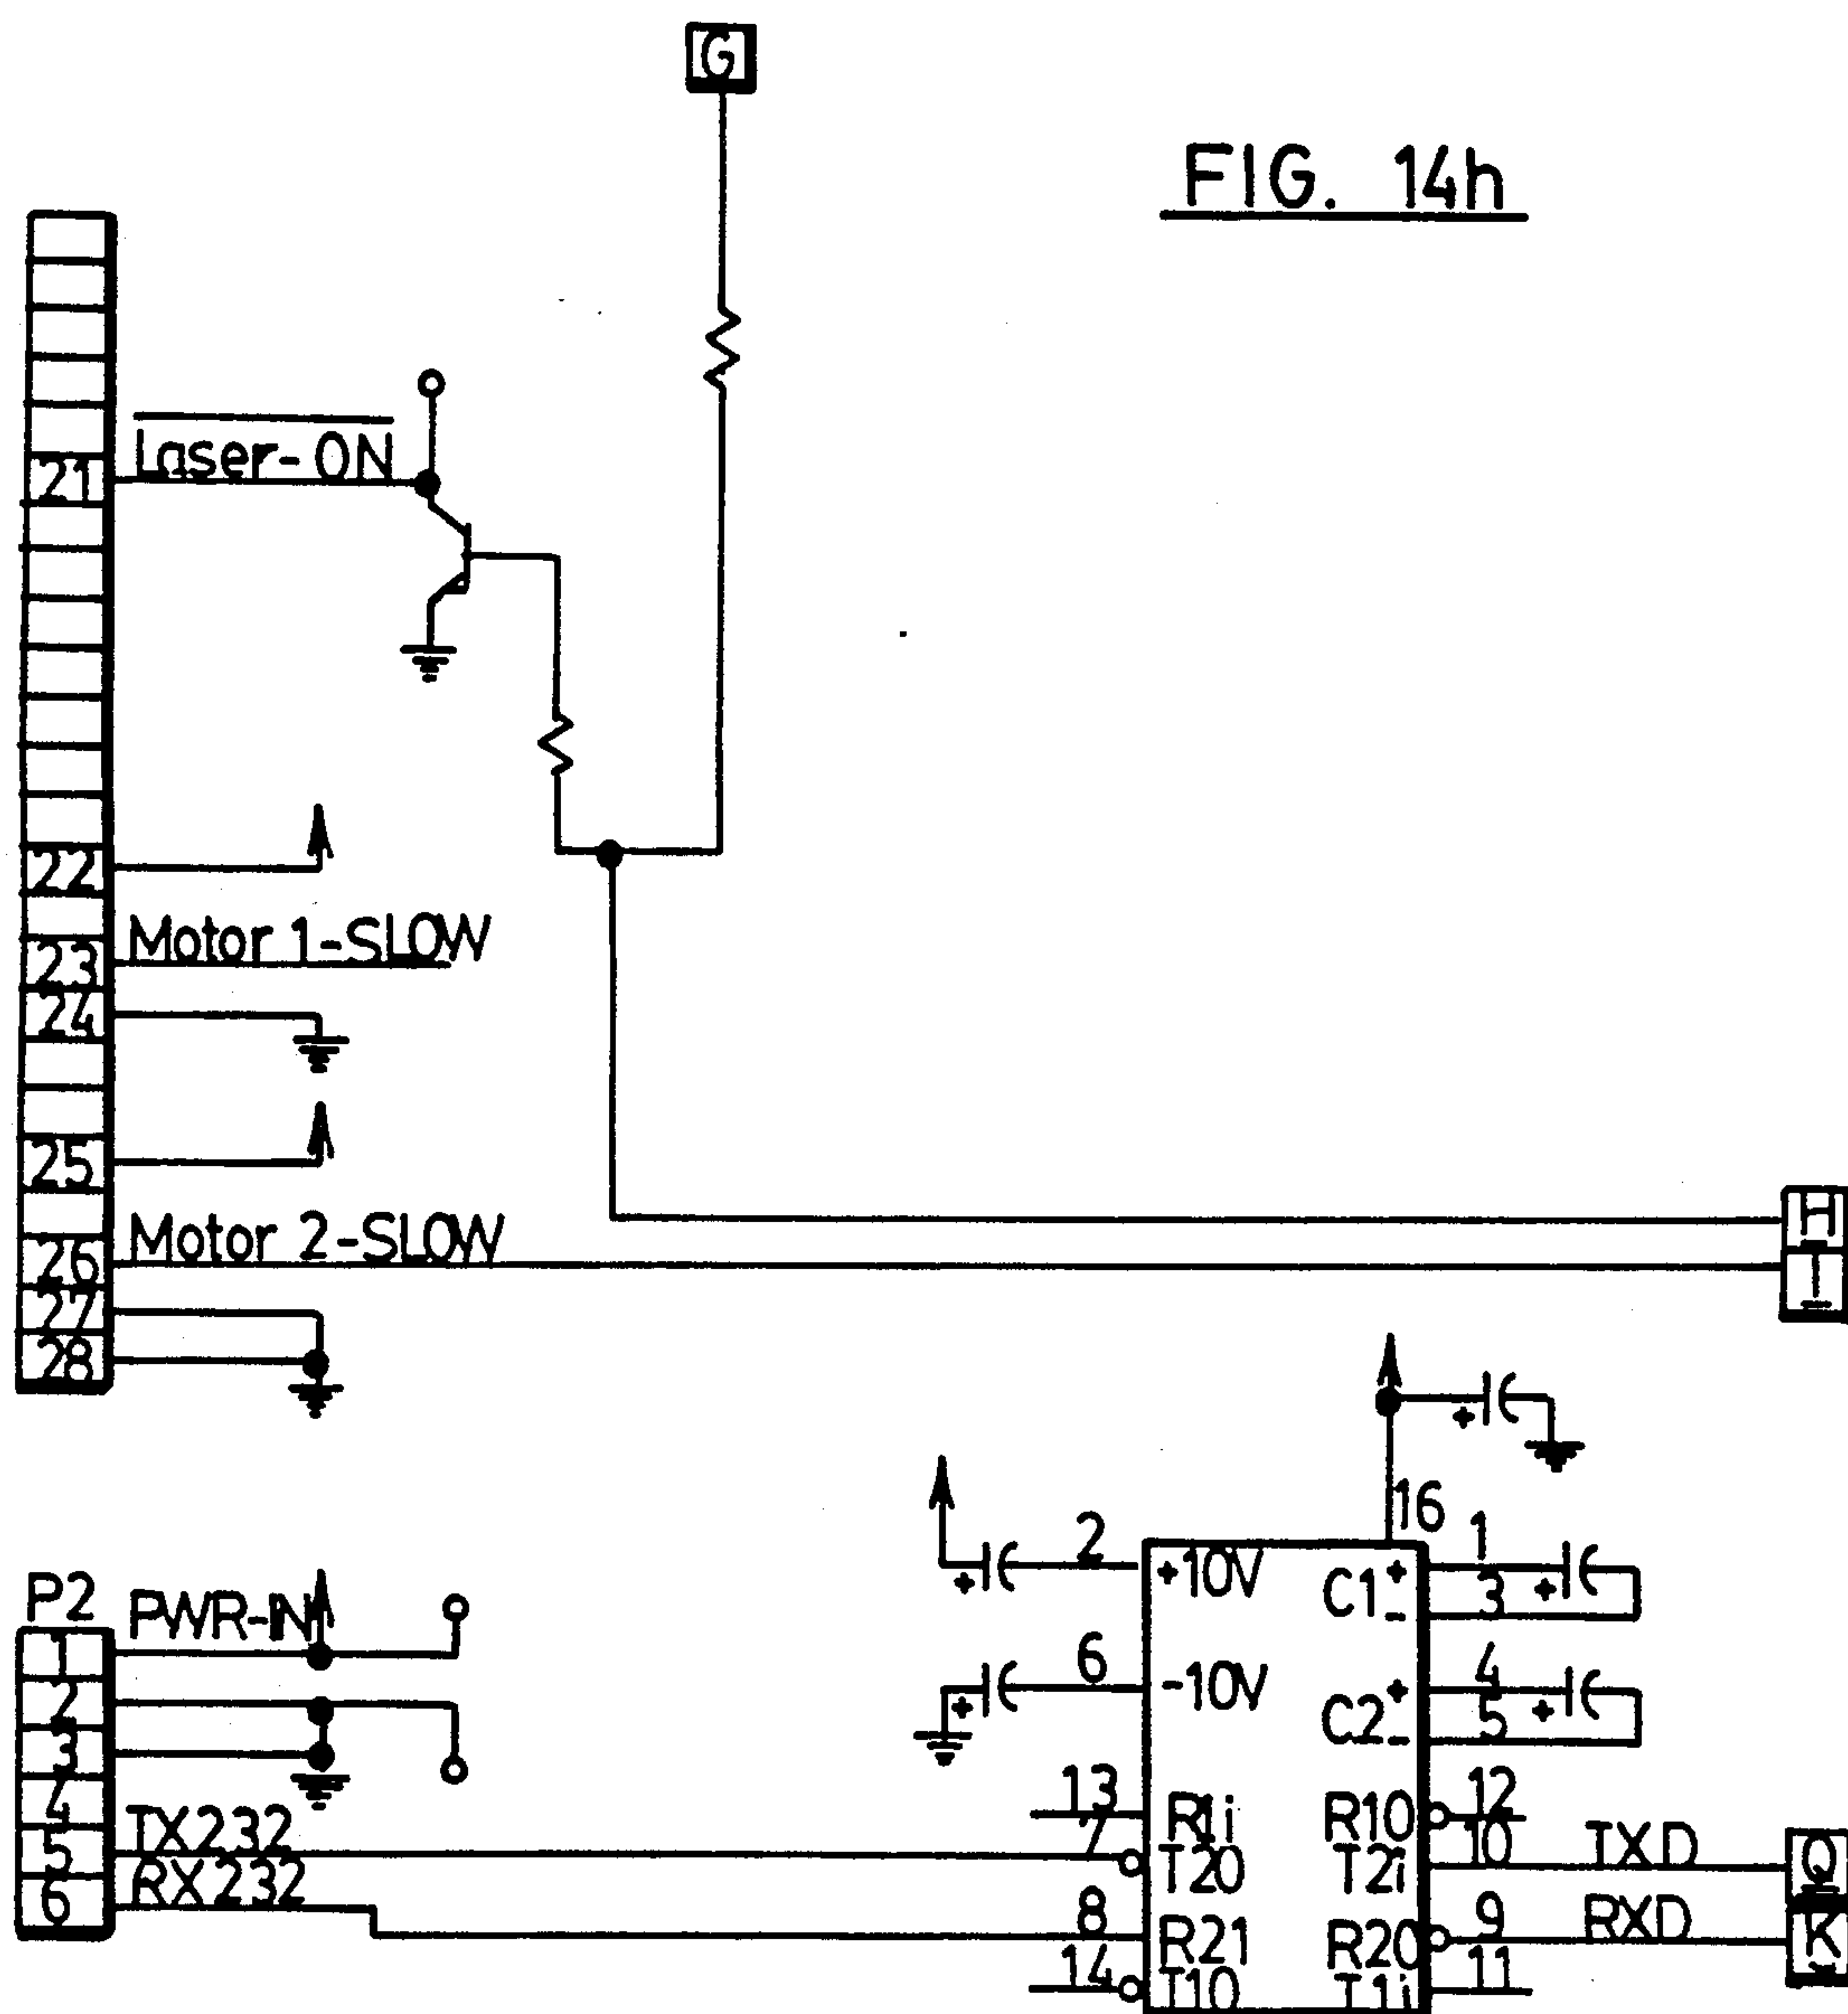 G
FIG. 14h
Laser-ON
21
22
Motor 1-SLOW
23
24
25
Motor 2-SLOW
26
27
28
H
I
16
2
+10V
C1
+
-
1
3
+
+
+
6
-10V
C2
+
-
4
5
+
+
P2
PWR-IN
1
2
3
4
5
6
TX232
RX232
13
R1i
R10
12
7
T20
T2i
10
TXD
Q
8
R21
R20
9
RXD
K
14
T10
T1i
11